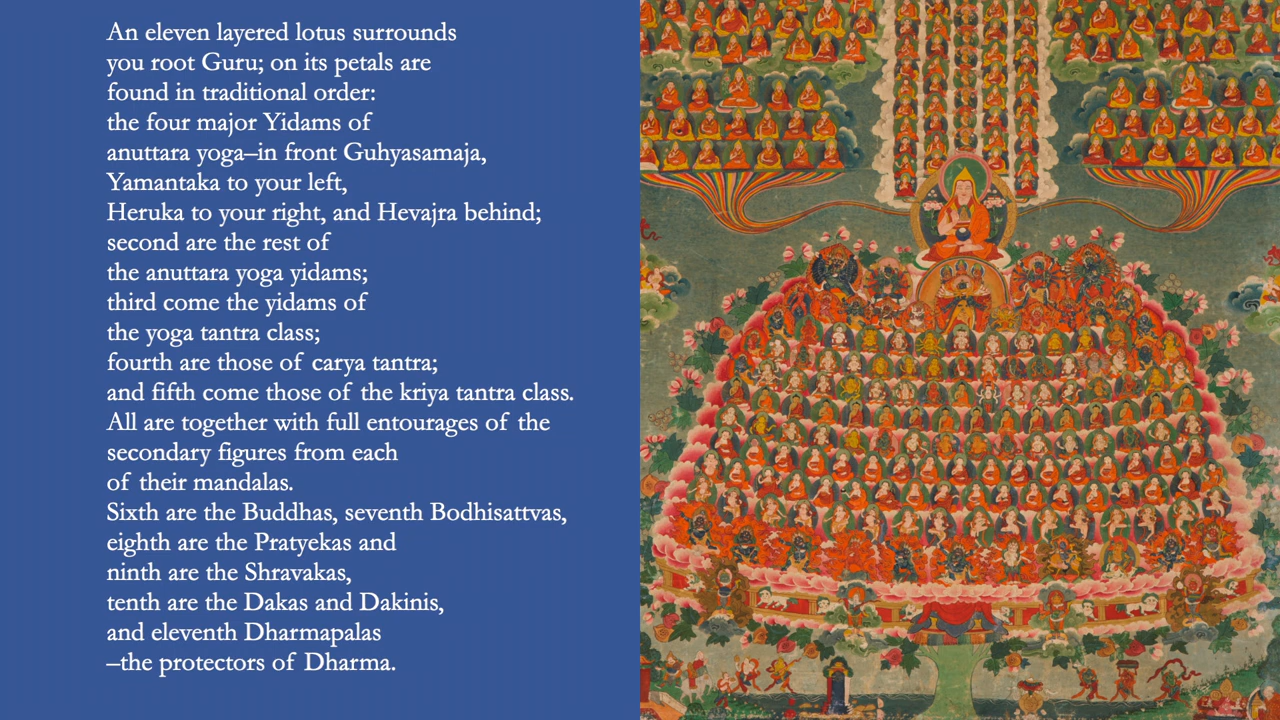 An eleven layered lotus surrounds
you root Guru; on its petals are
found in traditional order:
the four major Yidams of
anuttara yoga–in front Guhyasamaja,
Yamantaka to your left,
Heruka to your right, and Hevajra behind;
second are the rest of
the anuttara yoga yidams;
third come the yidams of
the yoga tantra class;
fourth are those of carya tantra;
and fifth come those of the kriya tantra class.
All are together with full entourages of the
secondary figures from each
of their mandalas.
Sixth are the Buddhas, seventh Bodhisattvas,
eighth are the Pratyekas and
ninth are the Shravakas,
tenth are the Dakas and Dakinis,
and eleventh Dharmapalas
–the protectors of Dharma.